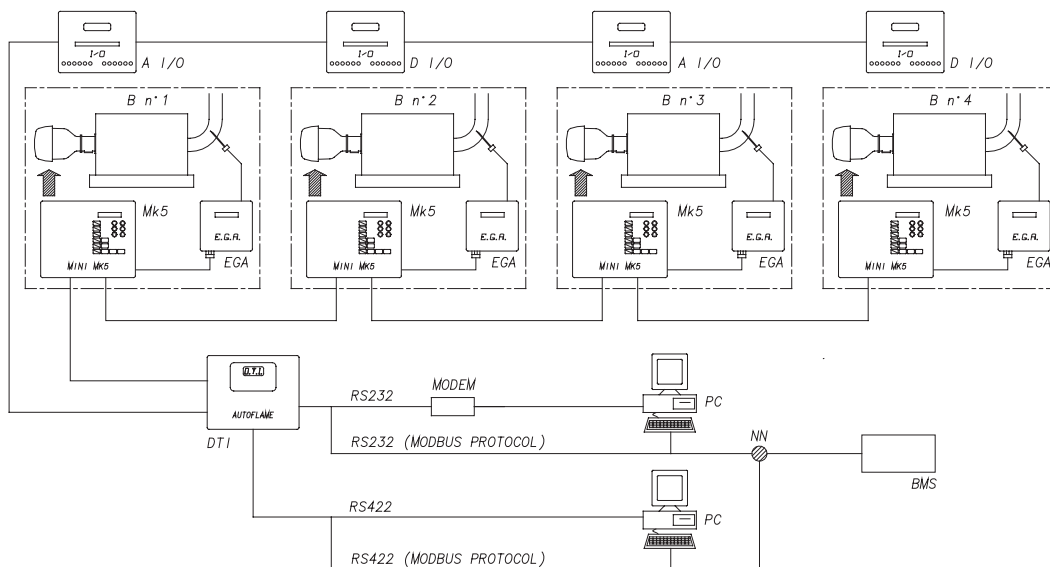 I/O
A I/O
I/O
D I/O
I/O
A I/O
I/O
D I/O
B n°1
B n°2
B n°3
B n°4
Mk5
E.G.A.
MINI MK5
EGA
Mk5
E.G.A.
MINI MK5
EGA
Mk5
E.G.A.
MINI MK5
EGA
Mk5
E.G.A.
MINI MK5
EGA
D.T.I.
AUTOFLAME
DTI
RS232
MODEM
PC
RS232 (MODBUS PROTOCOL)
NN
BMS
RS422
PC
RS422 (MODBUS PROTOCOL)